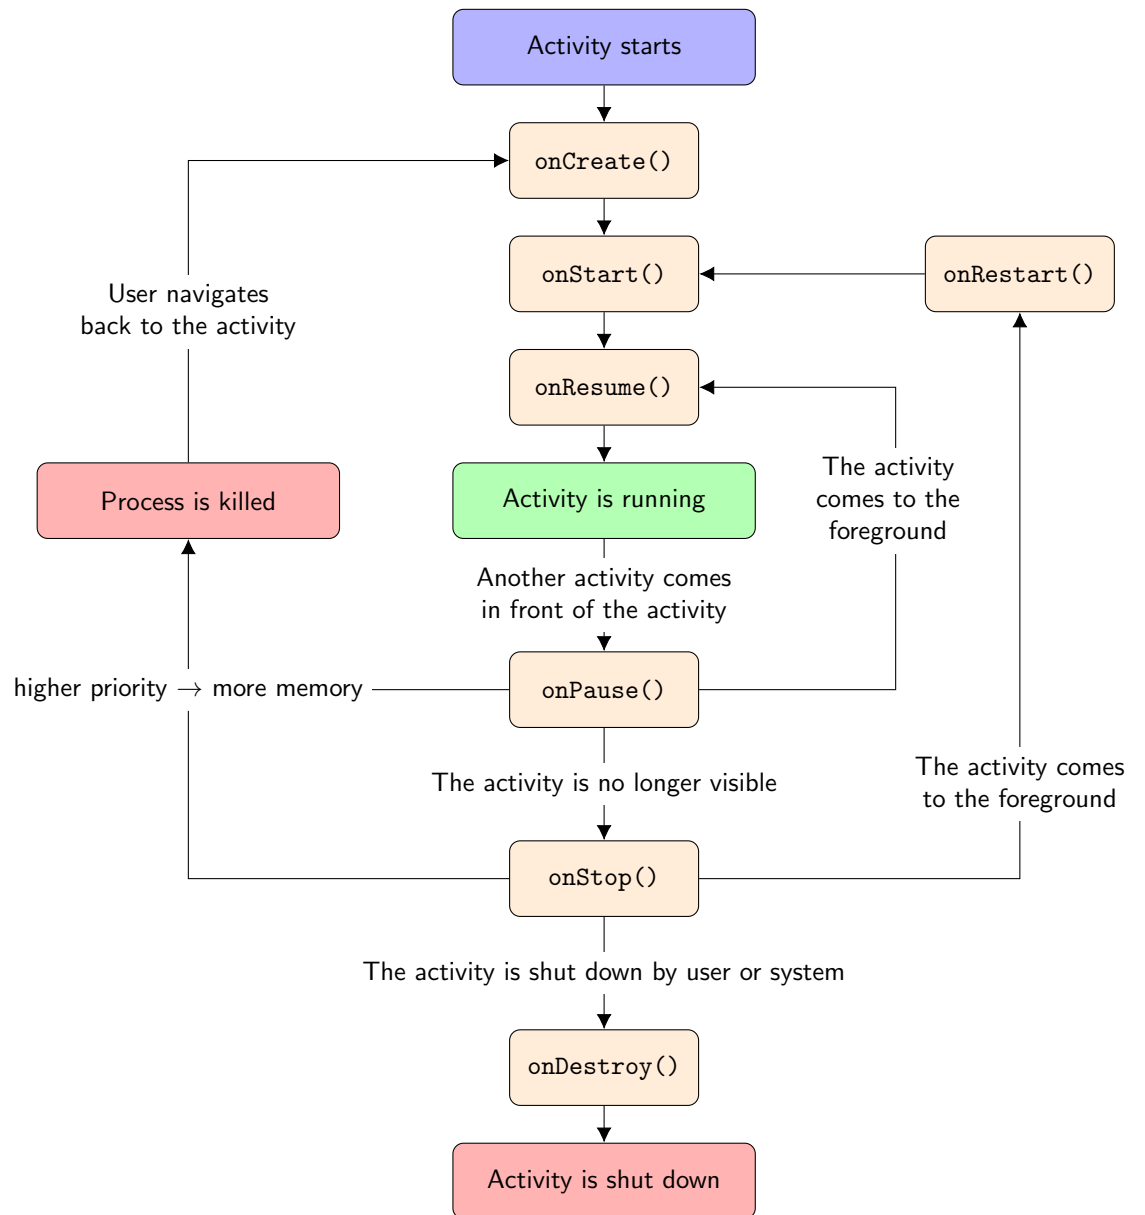 Activity starts
onCreate()
onStart()
onRestart()
User navigates
back to the activity
onResume()
The activity
comes to the
foreground
Process is killed
Activity is running
Another activity comes
in front of the activity
higher priority → more memory
onPause()
The activity is no longer visible
The activity comes
to the foreground
onStop()
The activity is shut down by user or system
onDestroy()
Activity is shut down